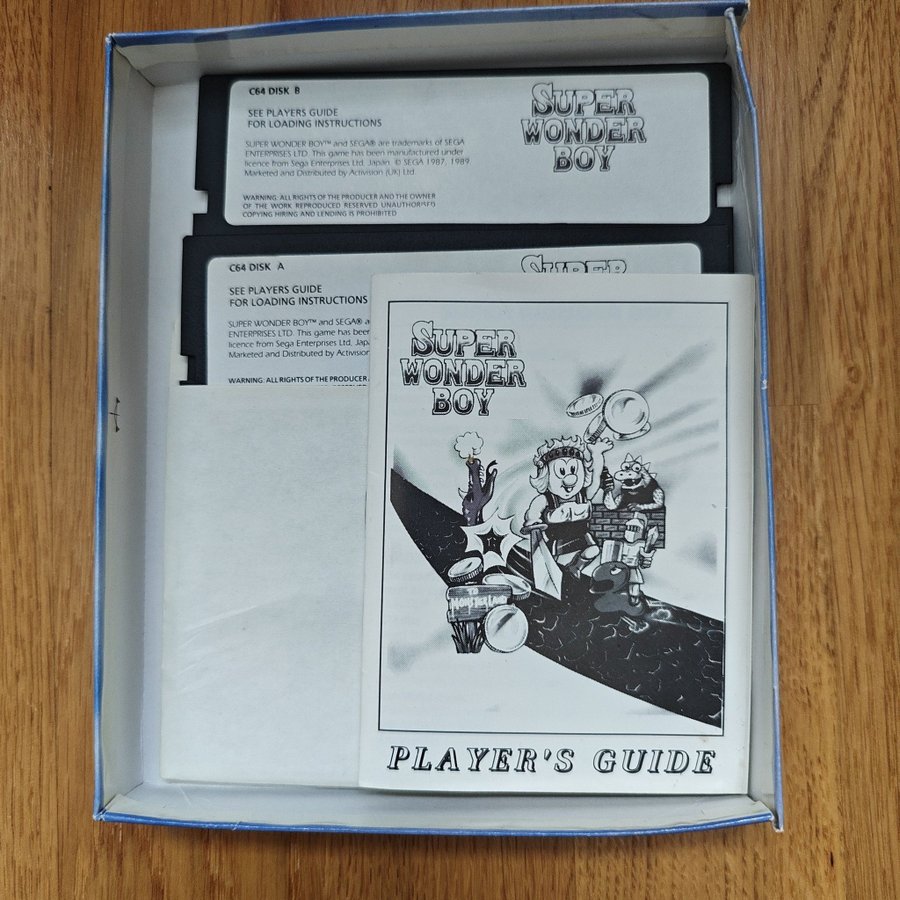 C64 DISK B
SEE PLAYERS GUIDE
FOR LOADING INSTRUCTIONS
SUPER WONDER BOY™ and SEGA® are trademarks of SEGA
ENTERPRISES LTD. This game has been manufactured under
licence from Sega Enterprises Ltd, Japan. © SEGA 1987, 1989.
Marketed and Distributed by Activision (UK) Ltd.
WARNING: ALL RIGHTS OF THE PRODUCER AND THE OWNER
OF THE WORK REPRODUCED RESERVED UNAUTHORISED
COPYING HIRING AND LENDING IS PROHIBITED
SUPER
WONDER
BOY
C64 DISK A
SEE PLAYERS GUIDE
FOR LOADING INSTRUCTIONS
SUPER WONDER BOY™ and SEGA® a
ENTERPRISES LTD. This game has been
licence from Sega Enterprises Ltd, Japa
Marketed and Distributed by Activision
WARNING: ALL RIGHTS OF THE PRODUCER
SUPER
SUPER
WONDER
BOY
TO
PLAYER'S GUIDE